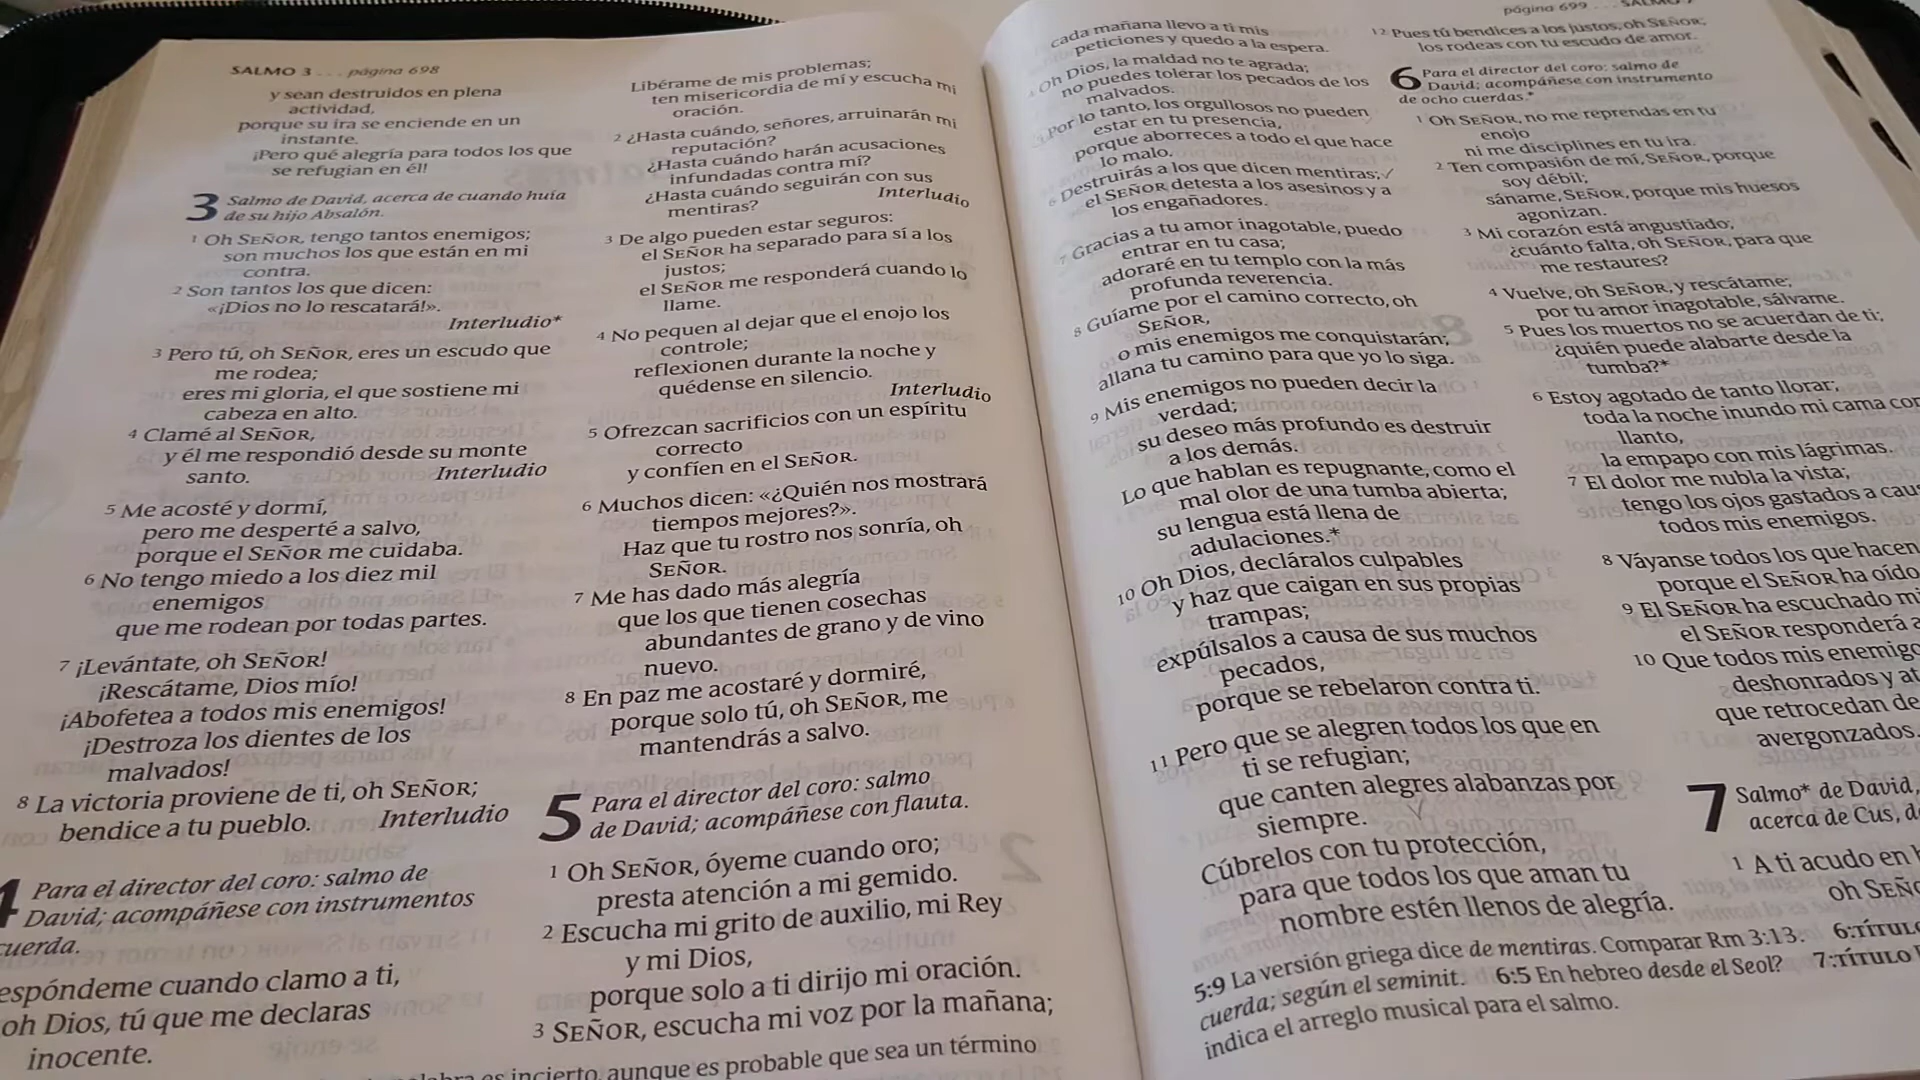 SALMO 3 . . . página 698
y sean destruidos en plena
actividad,
porque su ira se enciende en un
instante.
¡Pero qué alegría para todos los que
se refugian en él!
3 Salmo de David, acerca de cuando huía
de su hijo Absalón.
1 Oh SEÑOR, tengo tantos enemigos;
son muchos los que están en mi
contra.
2 Son tantos los que dicen:
«¡Dios no lo rescatará!».
Interludio*
3 Pero tú, oh SEÑOR, eres un escudo que
me rodea;
eres mi gloria, el que sostiene mi
cabeza en alto.
4 Clamé al SEÑOR,
y él me respondió desde su monte
santo. Interludio
5 Me acosté y dormí,
pero me desperté a salvo,
porque el SEÑOR me cuidaba.
6 No tengo miedo a los diez mil
enemigos
que me rodean por todas partes.
7 ¡Levántate, oh SEÑOR!
¡Rescátame, Dios mío!
¡Abofetea a todos mis enemigos!
¡Destroza los dientes de los
malvados!
8 La victoria proviene de ti, oh SEÑOR;
bendice a tu pueblo. Interludio
4 Para el director del coro: salmo de
David; acompáñese con instrumentos
cuerda.
espóndeme cuando clamo a ti,
oh Dios, tú que me declaras
inocente.
Libérame de mis problemas;
ten misericordia de mí y escucha mi
oración.
2 ¿Hasta cuándo, señores, arruinarán mi
reputación?
¿Hasta cuándo harán acusaciones
infundadas contra mí?
¿Hasta cuándo seguirán con sus
mentiras? Interludio
3 De algo pueden estar seguros:
el SEÑOR ha separado para sí a los
justos;
el SEÑOR me responderá cuando lo
llame.
4 No pequen al dejar que el enojo los
controle;
reflexionen durante la noche y
quédense en silencio.
Interludio
5 Ofrezcan sacrificios con un espíritu
correcto
y confíen en el SEÑOR.
6 Muchos dicen: «¿Quién nos mostrará
tiempos mejores?».
Haz que tu rostro nos sonría, oh
SEÑOR.
7 Me has dado más alegría
que los que tienen cosechas
abundantes de grano y de vino
nuevo.
8 En paz me acostaré y dormiré,
porque solo tú, oh SEÑOR, me
mantendrás a salvo.
5 Para el director del coro: salmo
de David; acompáñese con flauta.
1 Oh SEÑOR, óyeme cuando oro;
presta atención a mi gemido.
2 Escucha mi grito de auxilio, mi Rey
y mi Dios,
porque solo a ti dirijo mi oración.
3 SEÑOR, escucha mi voz por la mañana;
es incierto, aunque es probable que sea un término
página 699 . . . SALMO 7
cada mañana llevo a ti mis
peticiones y quedo a la espera.
4 Oh Dios, la maldad no te agrada;
no puedes tolerar los pecados de los
malvados.
5 Por lo tanto, los orgullosos no pueden
estar en tu presencia,
porque aborreces a todo el que hace
lo malo.
6 Destruirás a los que dicen mentiras;
el SEÑOR detesta a los asesinos y a
los engañadores.
7 Gracias a tu amor inagotable, puedo
entrar en tu casa;
adoraré en tu templo con la más
profunda reverencia.
8 Guíame por el camino correcto, oh
SEÑOR,
o mis enemigos me conquistarán;
allana tu camino para que yo lo siga.
9 Mis enemigos no pueden decir la
verdad;
su deseo más profundo es destruir
a los demás.
Lo que hablan es repugnante, como el
mal olor de una tumba abierta;
su lengua está llena de
adulaciones.*
10 Oh Dios, decláralos culpables
y haz que caigan en sus propias
trampas;
expúlsalos a causa de sus muchos
pecados,
porque se rebelaron contra ti.
11 Pero que se alegren todos los que en
ti se refugian;
que canten alegres alabanzas por
siempre.
Cúbrelos con tu protección,
para que todos los que aman tu
nombre estén llenos de alegría.
12 Pues tú bendices a los justos, oh SEÑOR;
los rodeas con tu escudo de amor.
6 Para el director del coro: salmo de
David; acompáñese con instrumento
de ocho cuerdas.*
1 Oh SEÑOR, no me reprendas en tu
enojo
ni me disciplines en tu ira.
2 Ten compasión de mí, SEÑOR, porque
soy débil;
sáname, SEÑOR, porque mis huesos
agonizan.
3 Mi corazón está angustiado;
¿cuánto falta, oh SEÑOR, para que
me restaures?
4 Vuelve, oh SEÑOR, y rescátame;
por tu amor inagotable, sálvame.
5 Pues los muertos no se acuerdan de ti;
¿quién puede alabarte desde la
tumba?*
6 Estoy agotado de tanto llorar;
toda la noche inundo mi cama con
llanto,
la empapo con mis lágrimas.
7 El dolor me nubla la vista;
tengo los ojos gastados a cau
todos mis enemigos.
8 Váyanse todos los que hacen
porque el SEÑOR ha oído
9 El SEÑOR ha escuchado mi
el SEÑOR responderá a
10 Que todos mis enemigo
deshonrados y at
que retrocedan de
avergonzados.
7 Salmo* de David,
acerca de Cus, d
1 A ti acudo en
oh SEÑO
5:9 La versión griega dice de mentiras. Comparar Rm 3:13. 6:TÍTULO
cuerda; según el seminit. 6:5 En hebreo desde el Seol? 7:TÍTULO
indica el arreglo musical para el salmo.